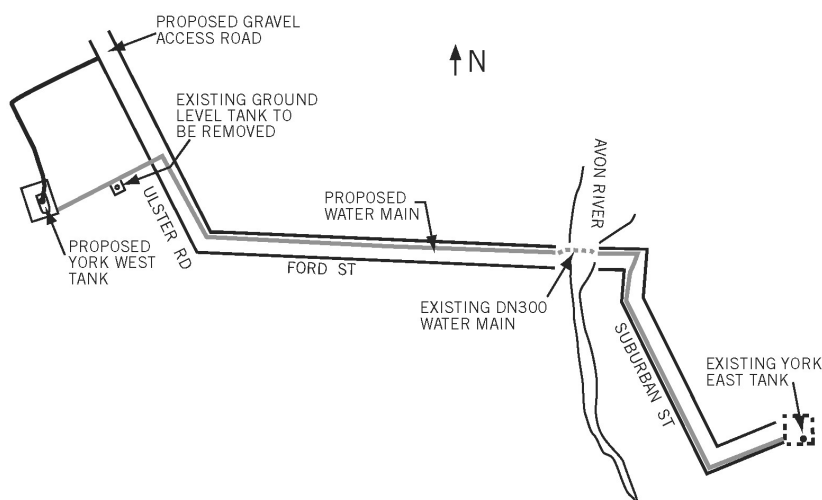 PROPOSED GRAVEL
ACCESS ROAD
N
EXISTING GROUND
LEVEL TANK TO
BE REMOVED
AVON RIVER
PROPOSED
WATER MAIN
ULSTER RD
PROPOSED
YORK WEST
TANK
FORD ST
EXISTING DN300
WATER MAIN
SUBURBAN ST
EXISTING YORK
EAST TANK